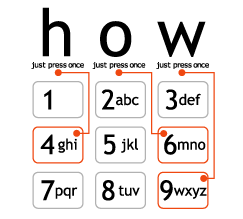 how
just press once just press once just press once
1 2abc 3def
4ghi 5 jkl 6mno
7pqr 8 tuv 9wxyz